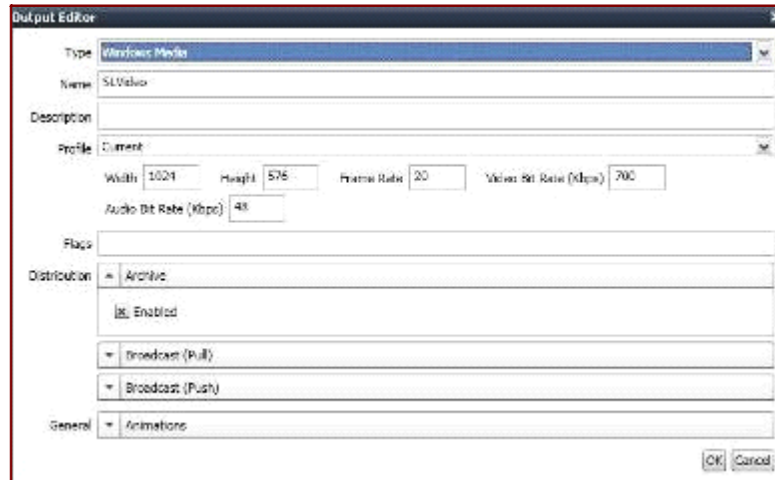 Output Editor
Type Windows Media
Name SLVideo
Description
Profile Current
Width 1024 Height 576 Frame Rate 20 Video Bit Rate (Kbps) 700
Audio Bit Rate (Kbps) 48
Flags
Distribution Archive
Enabled
Broadcast (Pull)
Broadcast (Push)
General Animations
OK Cancel